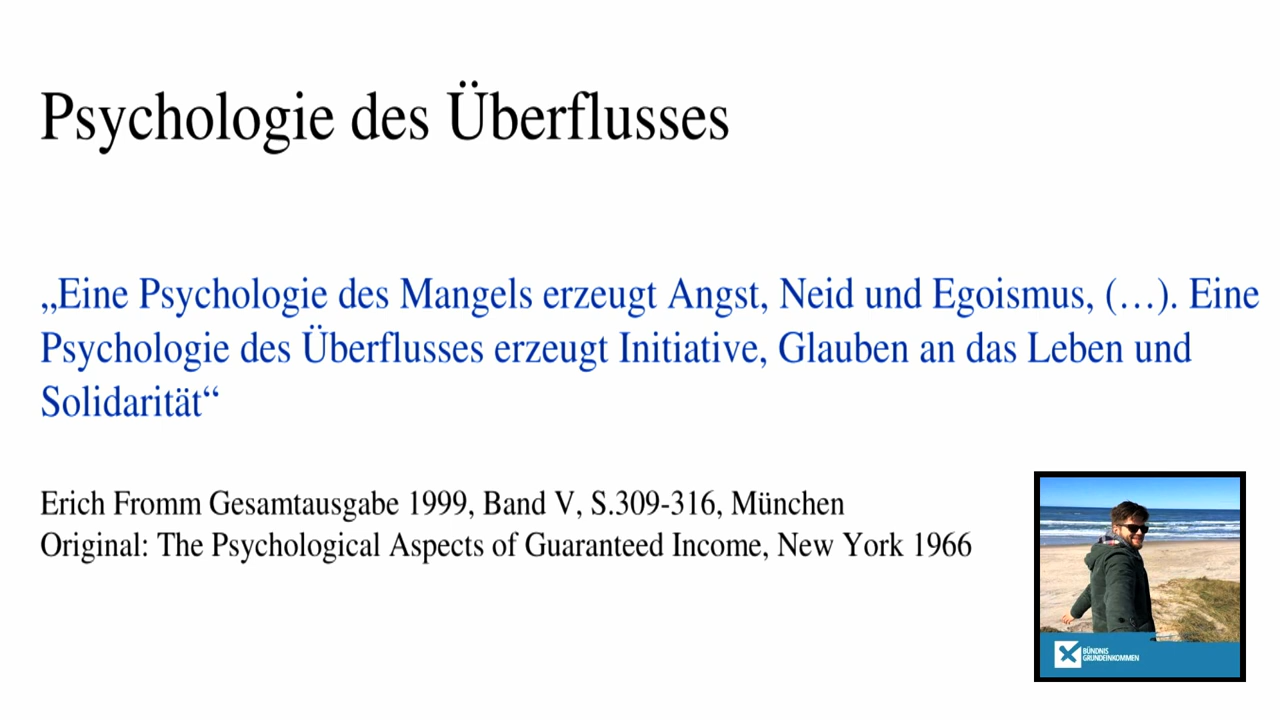 Psychologie des Überflusses
„Eine Psychologie des Mangels erzeugt Angst, Neid und Egoismus, (…). Eine
Psychologie des Überflusses erzeugt Initiative, Glauben an das Leben und
Solidarität“
Erich Fromm Gesamtausgabe 1999, Band V, S.309-316, München
Original: The Psychological Aspects of Guaranteed Income, New York 1966
BÜNDNIS
GRUNDEINKOMMEN